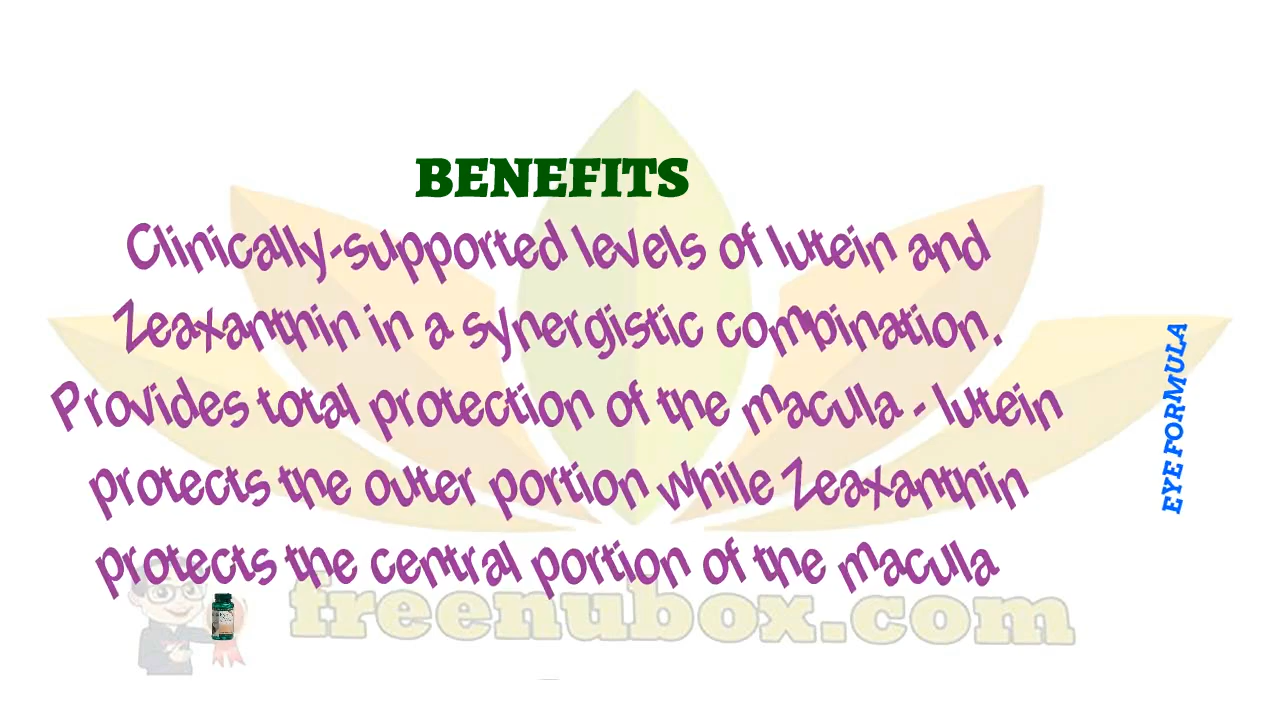 BENEFITS
Clinically-supported levels of lutein and
Zeaxanthin in a synergistic combination.
Provides total protection of the macula - lutein
protects the outer portion while Zeaxanthin
protects the central portion of the macula
EYE FORMULA
freenubox.com